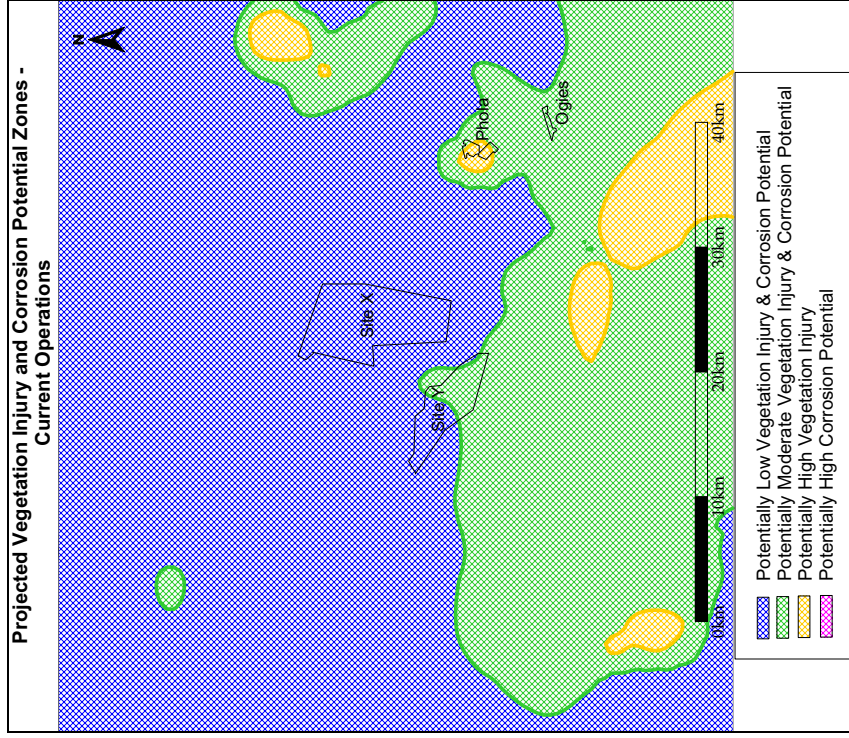 Projected Vegetation Injury and Corrosion Potential Zones -
Current Operations
N
Site X
Site Y
Phola
Ogies
0km
10km
20km
30km
40km
Potentially Low Vegetation Injury & Corrosion Potential
Potentially Moderate Vegetation Injury & Corrosion Potential
Potentially High Vegetation Injury
Potentially High Corrosion Potential